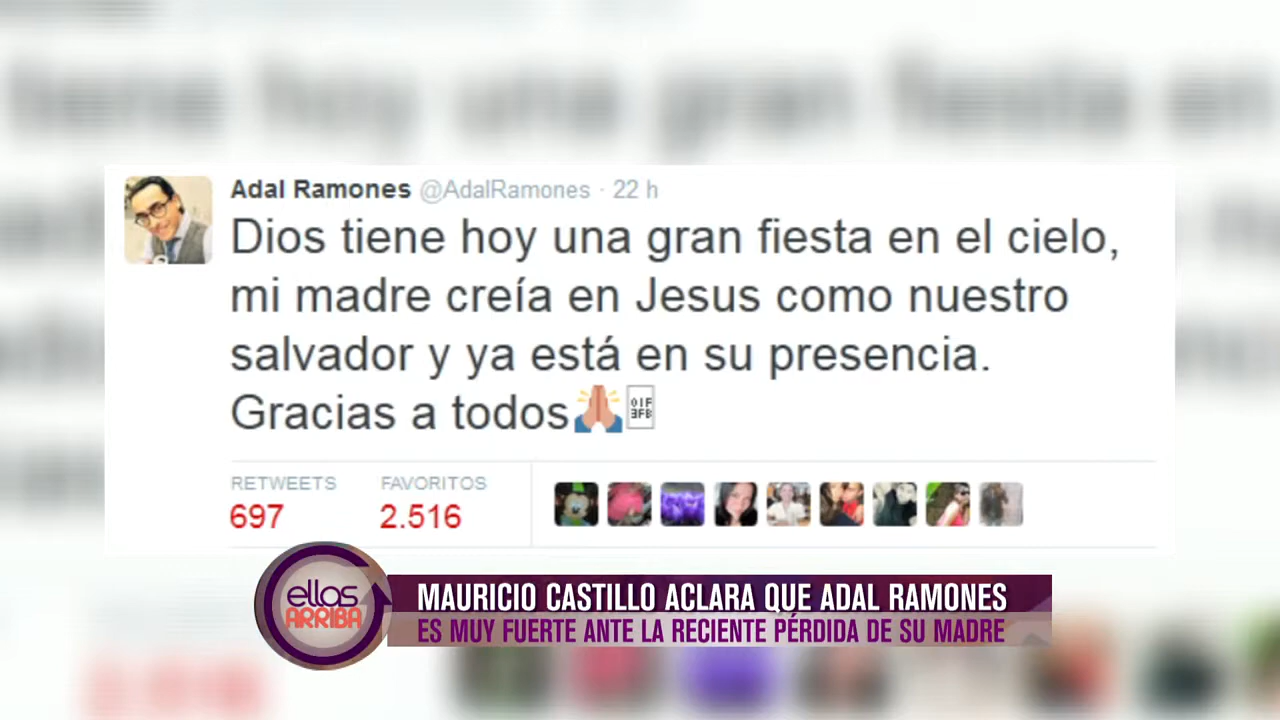 Adal Ramones @AdalRamones · 22 h
Dios tiene hoy una gran fiesta en el cielo,
mi madre creía en Jesus como nuestro
salvador y ya está en su presencia.
Gracias a todos🙏
RETWEETS FAVORITOS
697 2.516
ellas
ARRIBA
MAURICIO CASTILLO ACLARA QUE ADAL RAMONES
ES MUY FUERTE ANTE LA RECIENTE PÉRDIDA DE SU MADRE